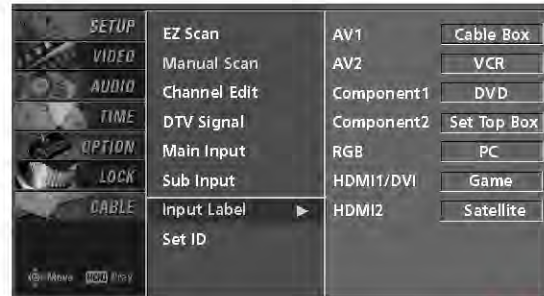 SETUP
VIDEO
AUDIO
TIME
OPTION
LOCK
CABLE
Move Prev
EZ Scan
Manual Scan
Channel Edit
DTV Signal
Main Input
Sub Input
Input Label ▶
Set ID
AV1 Cable Box
AV2 VCR
Component1 DVD
Component2 Set Top Box
RGB PC
HDMI1/DVI Game
HDMI2 Satellite